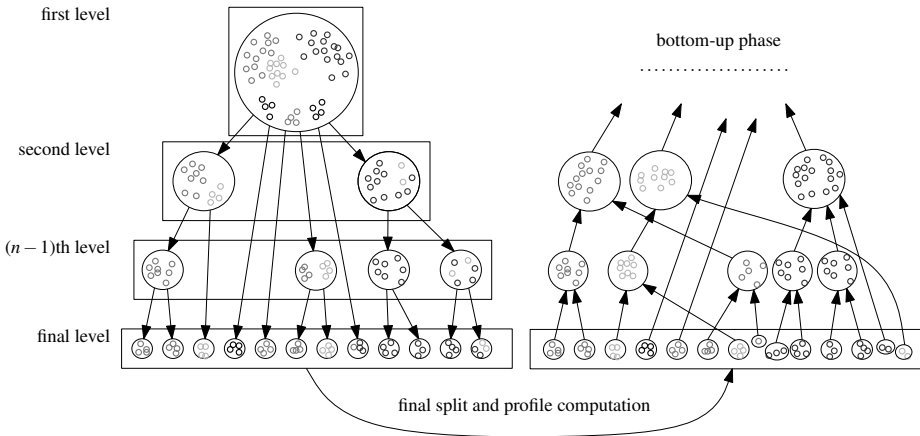 first level
bottom-up phase
second level
(n − 1)th level
final level
final split and profile computation